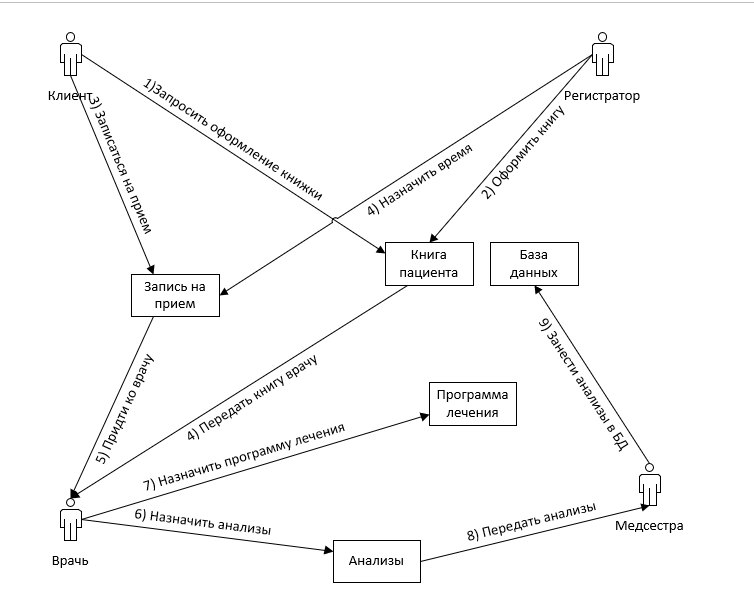 Клиент
Регистратор
1)Запросить оформление книжки
3) Записаться на прием
4) Назначить время
2) Оформить книгу
Книга
пациента
База
данных
Запись на
прием
5) Придти ко врачу
4) Передать книгу врачу
9) Занести анализы в БД
Программа
лечения
7) Назначить программу лечения
6) Назначить анализы
8) Передать анализы
Медсестра
Врачь
Анализы